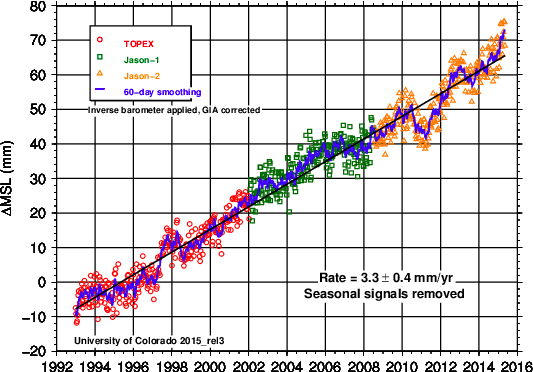 80
70
60
50
40
30
20
10
0
−10
−20
ΔMSL (mm)
TOPEX
Jason−1
Jason−2
60−day smoothing
Inverse barometer applied, GIA corrected
Rate = 3.3 ± 0.4 mm/yr
Seasonal signals removed
University of Colorado 2015_rel3
1992 1994 1996 1998 2000 2002 2004 2006 2008 2010 2012 2014 2016